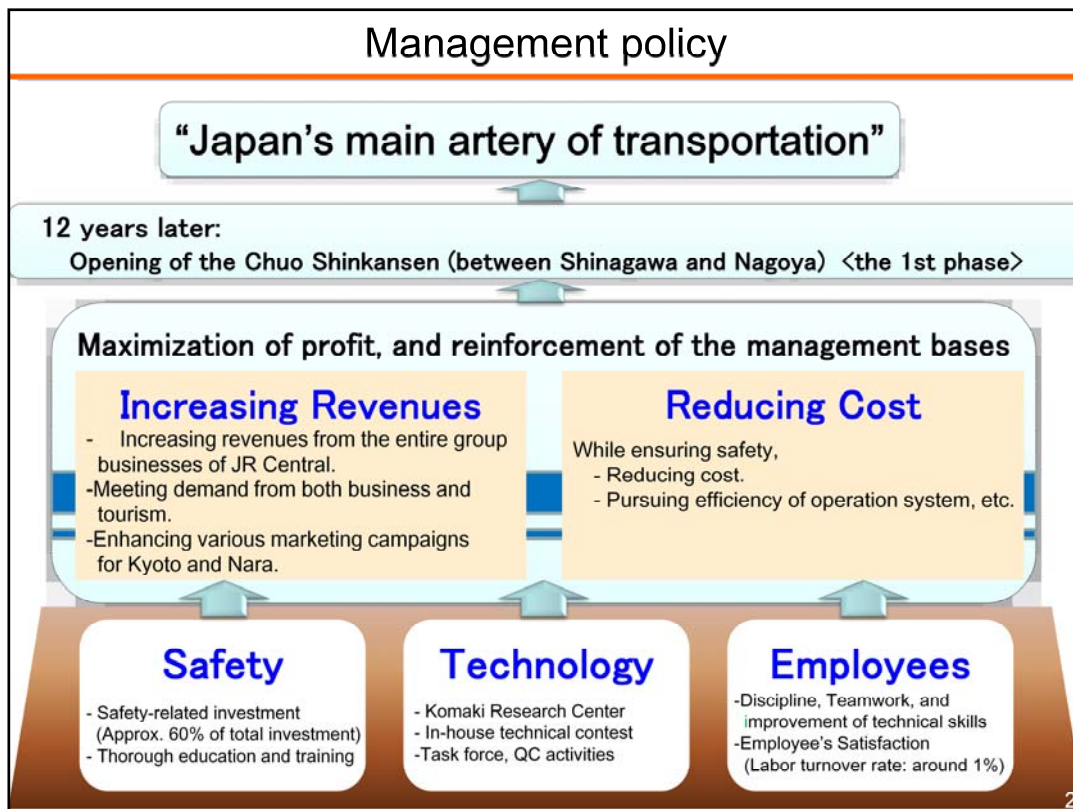 Management policy
“Japan’s main artery of transportation”
12 years later:
Opening of the Chuo Shinkansen (between Shinagawa and Nagoya) <the 1st phase>
Maximization of profit, and reinforcement of the management bases
Increasing Revenues
- Increasing revenues from the entire group
businesses of JR Central.
-Meeting demand from both business and
tourism.
-Enhancing various marketing campaigns
for Kyoto and Nara.
Reducing Cost
While ensuring safety,
- Reducing cost.
- Pursuing efficiency of operation system, etc.
Safety
- Safety-related investment
(Approx. 60% of total investment)
- Thorough education and training
Technology
- Komaki Research Center
- In-house technical contest
-Task force, QC activities
Employees
-Discipline, Teamwork, and
improvement of technical skills
-Employee’s Satisfaction
(Labor turnover rate: around 1%)
2